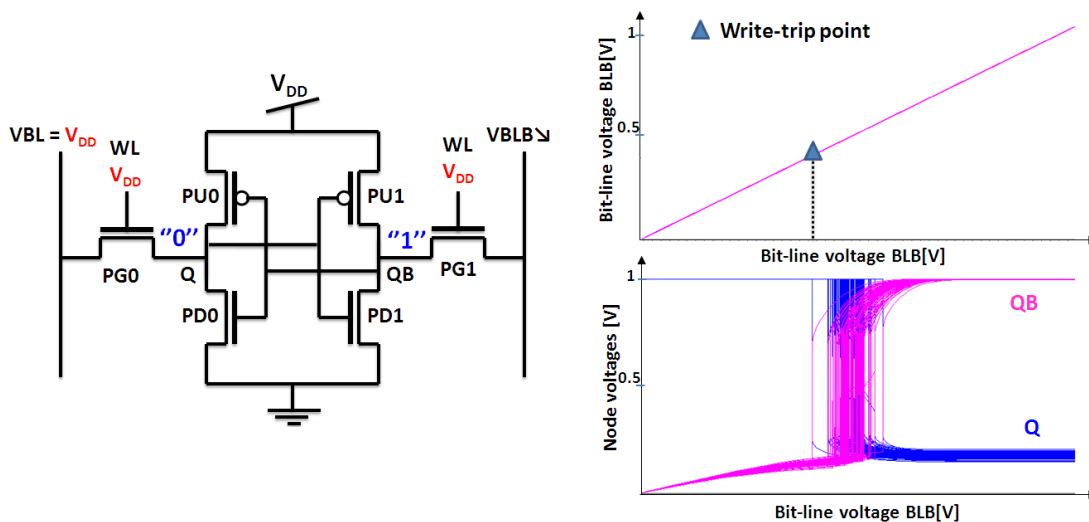 V_DD
VBL = V_DD
VBLB↘
WL
V_DD
WL
V_DD
PU0
PU1
"0"
"1"
PG0
Q
QB
PG1
PD0
PD1
Write-trip point
Bit-line voltage BLB[V]
1
0.5
Bit-line voltage BLB[V]
Node voltages [V]
1
0.5
QB
Q
Bit-line voltage BLB[V]